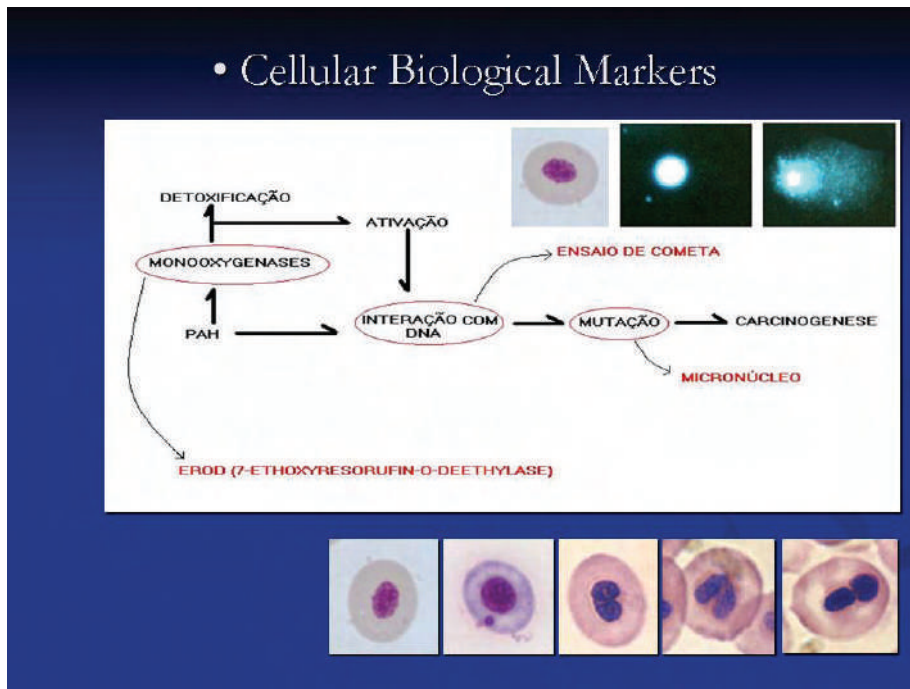 • Cellular Biological Markers
DETOXIFICAÇÃO
ATIVAÇÃO
ENSAIO DE COMETA
MONOOXYGENASES
PAH
INTERAÇÃO COM
DNA
MUTAÇÃO
CARCINOGENESE
MICRONÚCLEO
EROD (7-ETHOXYRESORUFIN-O-DEETHYLASE)